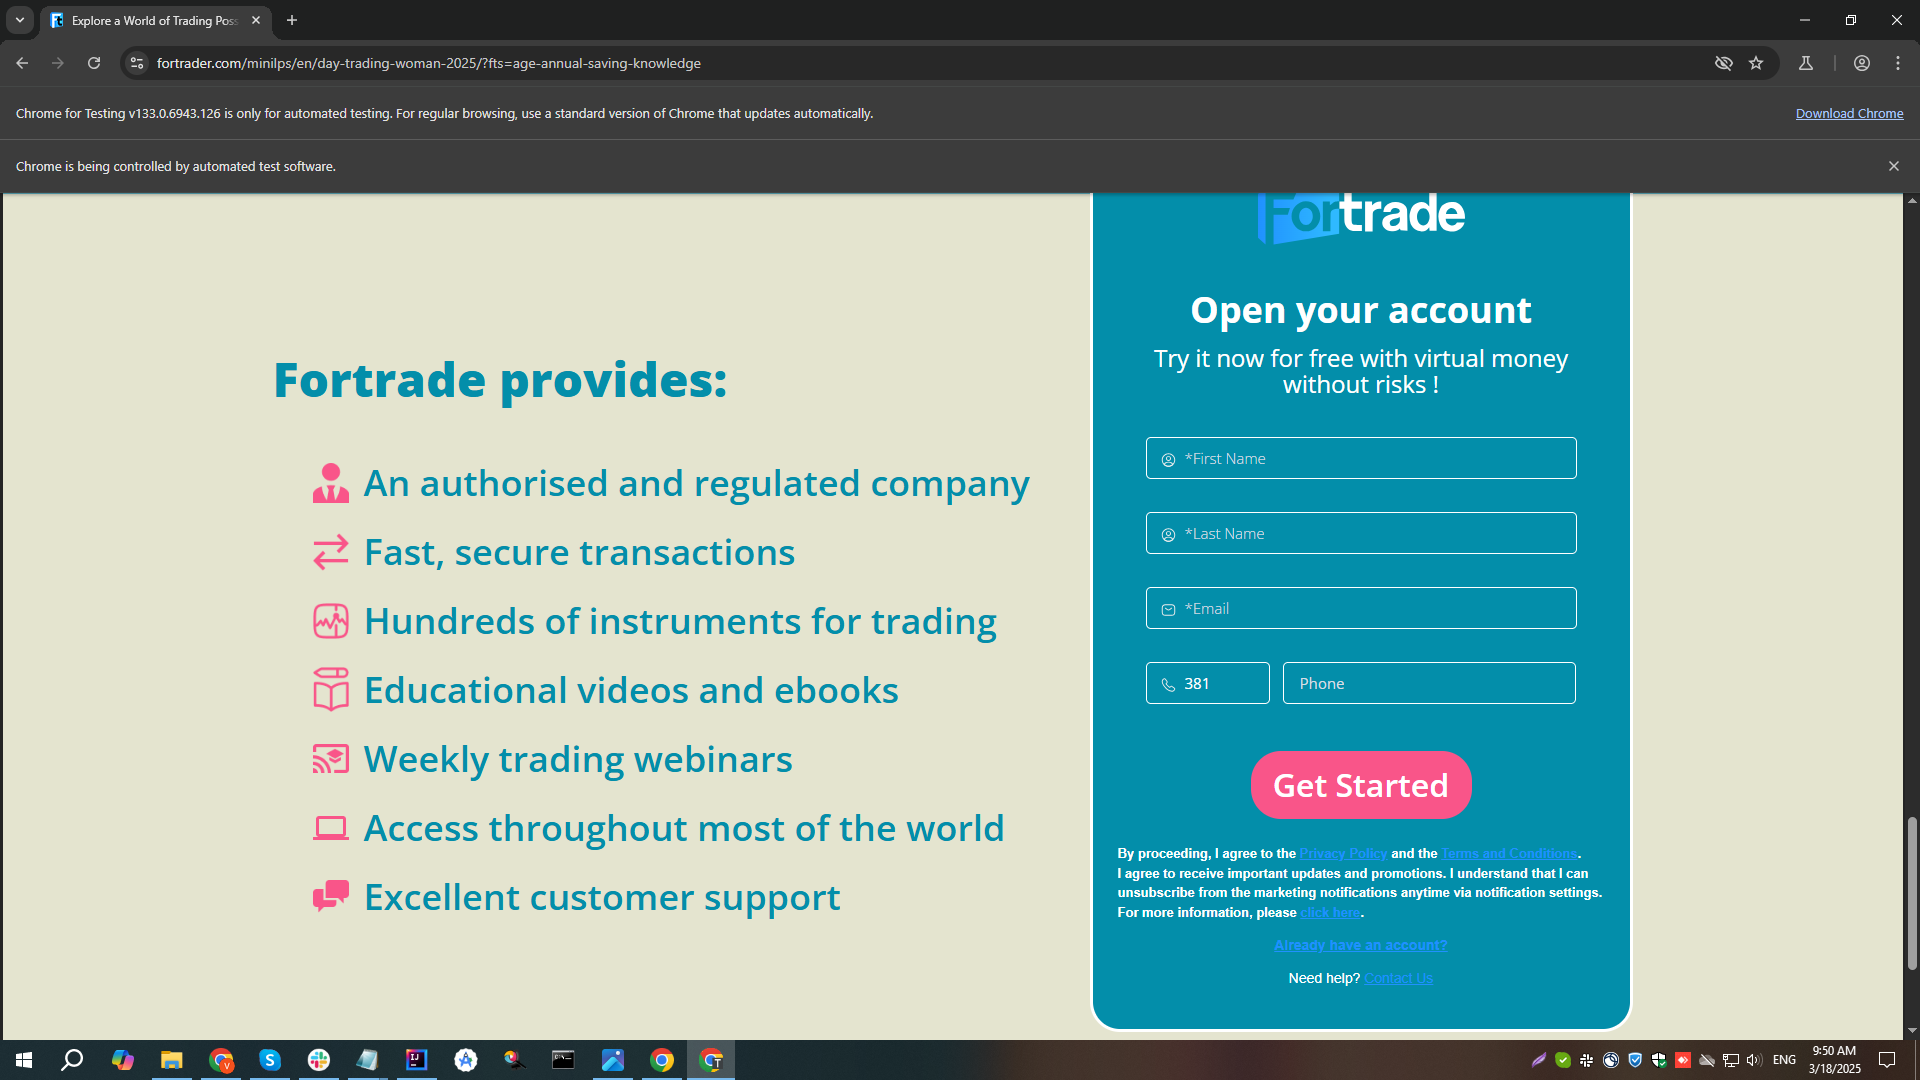 Explore a World of Trading Poss
fortrader.com/minilps/en/day-trading-woman-2025/?fts=age-annual-saving-knowledge
Chrome for Testing v133.0.6943.126 is only for automated testing. For regular browsing, use a standard version of Chrome that updates automatically.
Download Chrome
Chrome is being controlled by automated test software.
Fortrade provides:
An authorised and regulated company
Fast, secure transactions
Hundreds of instruments for trading
Educational videos and ebooks
Weekly trading webinars
Access throughout most of the world
Excellent customer support
Fortrade
Open your account
Try it now for free with virtual money
without risks !
*First Name
*Last Name
*Email
381
Phone
Get Started
By proceeding, I agree to the Privacy Policy and the Terms and Conditions.
I agree to receive important updates and promotions. I understand that I can
unsubscribe from the marketing notifications anytime via notification settings.
For more information, please click here.
Already have an account?
Need help? Contact Us
ENG
9:50 AM
3/18/2025